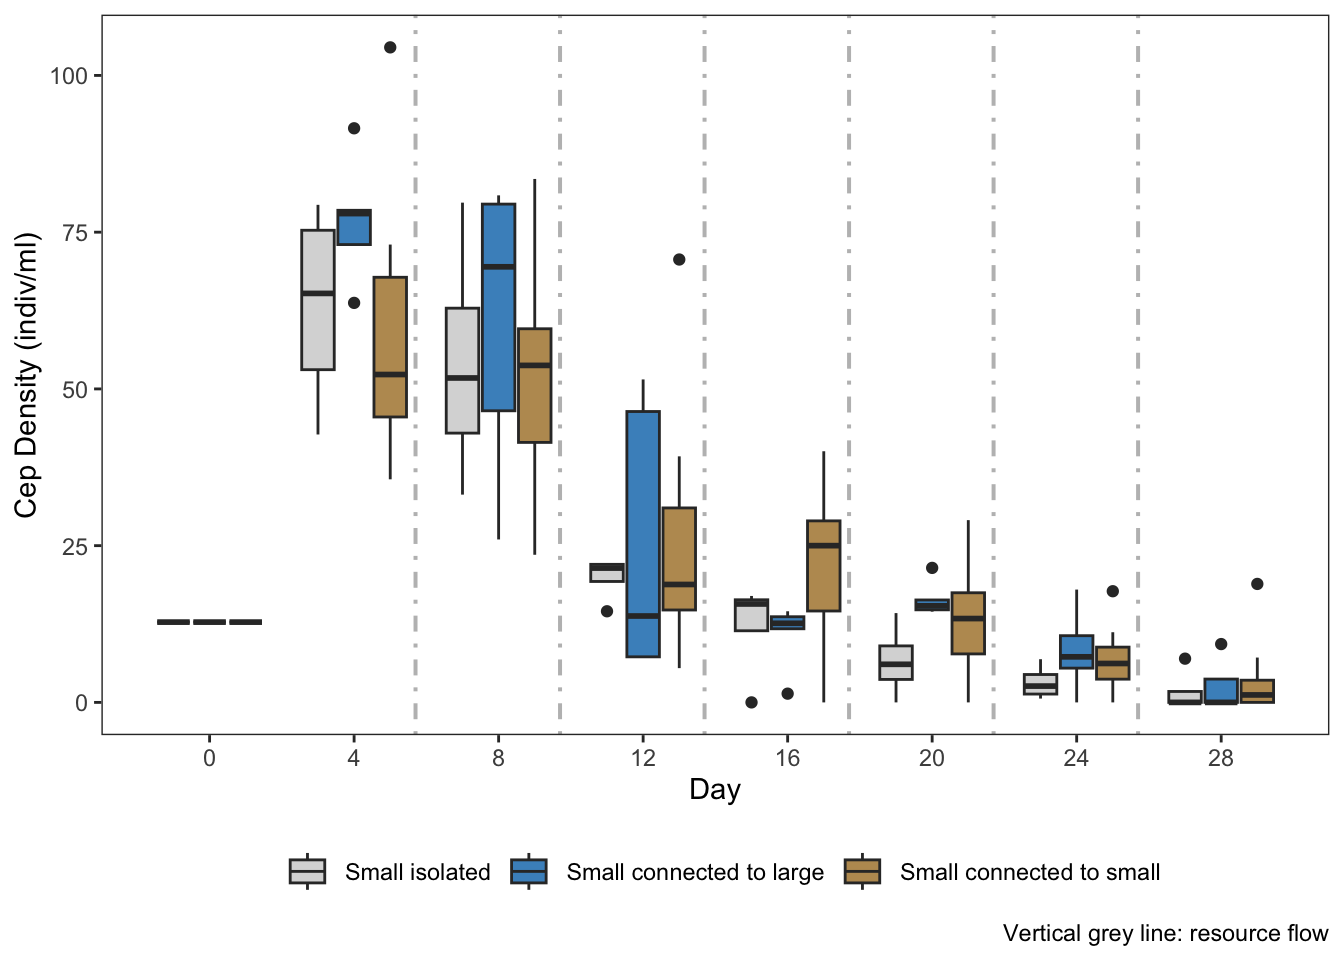 100
75
50
25
0
Cep Density (indiv/ml)
0 4 8 12 16 20 24 28
Day
Small isolated Small connected to large Small connected to small
Vertical grey line: resource flow